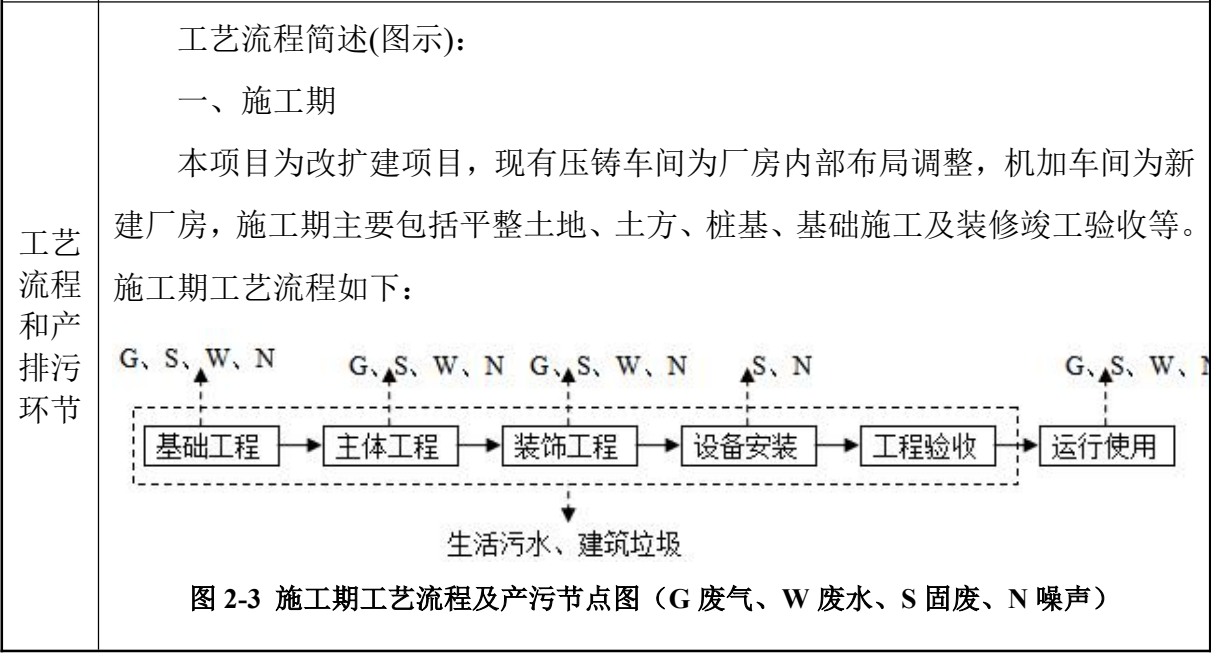 工艺
流程
和产
排污
环节
工艺流程简述(图示)：
一、施工期
本项目为改扩建项目，现有压铸车间为厂房内部布局调整，机加车间为新
建厂房，施工期主要包括平整土地、土方、桩基、基础施工及装修竣工验收等。
施工期工艺流程如下：
G、S、W、N
G、S、W、N
G、S、W、N
S、N
G、S、W、
基础工程
主体工程
装饰工程
设备安装
工程验收
运行使用
生活污水、建筑垃圾
图 2-3 施工期工艺流程及产污节点图（G 废气、W 废水、S 固废、N 噪声）